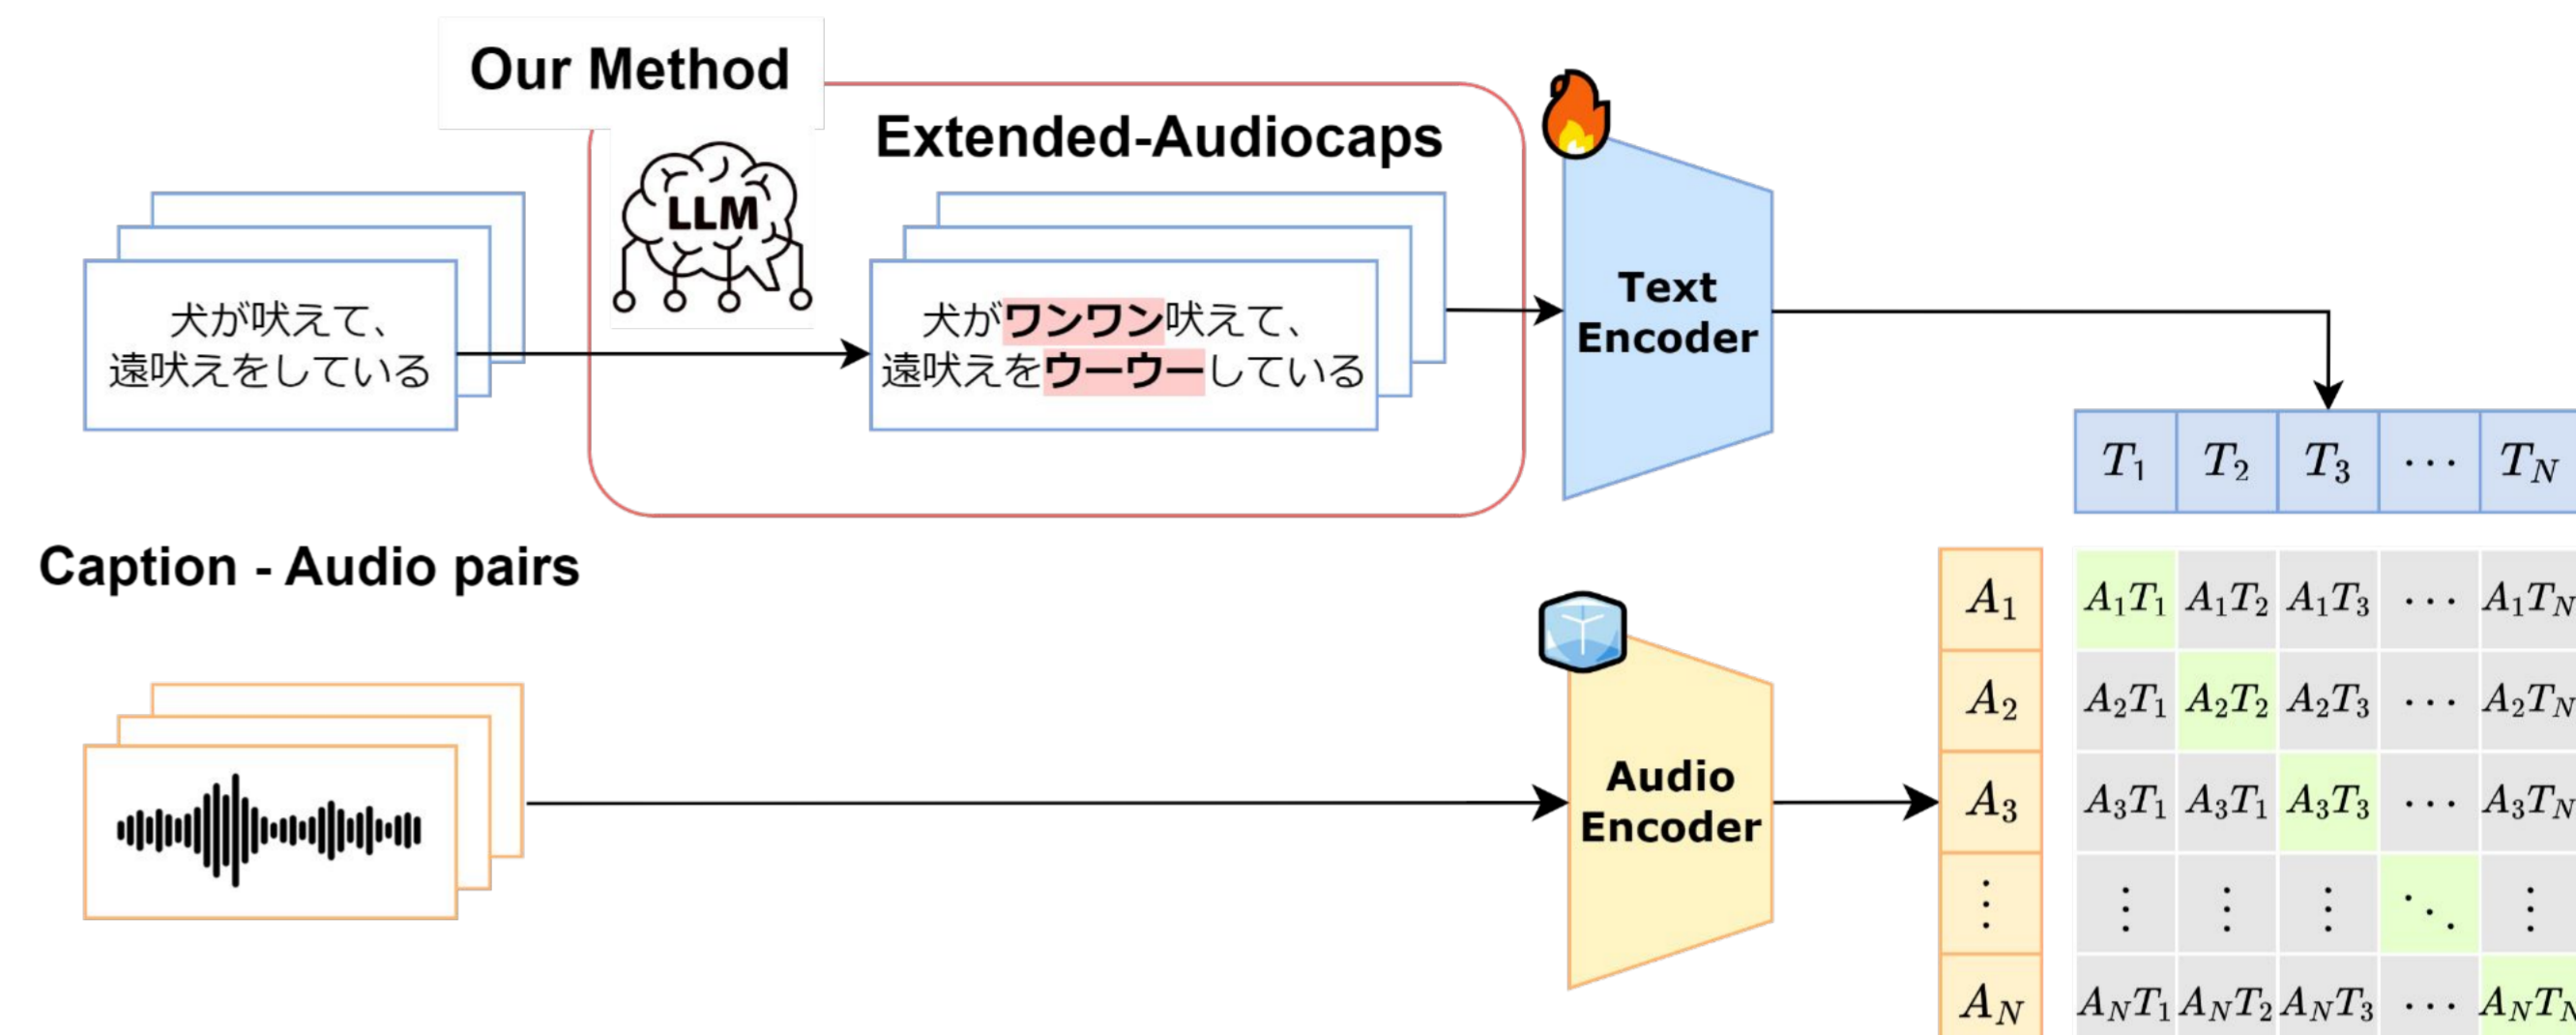 Our Method
Extended-Audiocaps
LLM
犬が吠えて、
遠吠えをしている
犬がワンワン吠えて、
遠吠えをウーウーしている
Text
Encoder
T₁ T₂ T₃ ⋯ T_N
Caption - Audio pairs
Audio
Encoder
A₁ A₁T₁ A₁T₂ A₁T₃ ⋯ A₁T_N
A₂ A₂T₁ A₂T₂ A₂T₃ ⋯ A₂T_N
A₃ A₃T₁ A₃T₁ A₃T₃ ⋯ A₃T_N
⋮ ⋮ ⋮ ⋮ ⋱ ⋮
A_N A_NT₁ A_NT₂ A_NT₃ ⋯ A_NT_N